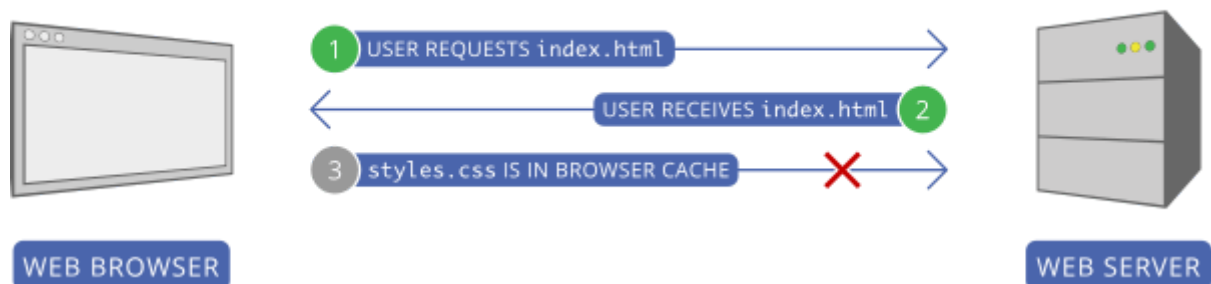 1 USER REQUESTS index.html
USER RECEIVES index.html 2
3 styles.css IS IN BROWSER CACHE
WEB BROWSER
WEB SERVER